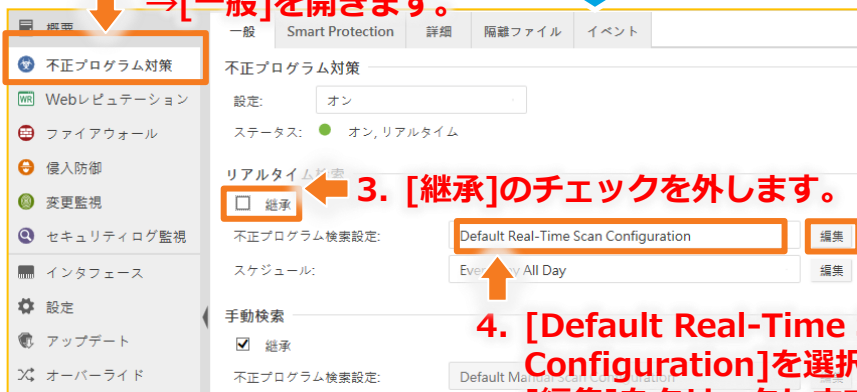 →[一般]を開きます。
概要
一般 Smart Protection 詳細 隔離ファイル イベント
不正プログラム対策
不正プログラム対策
WR Webレピュテーション
設定: オン
ファイアウォール
ステータス: オン, リアルタイム
侵入防御
リアルタイム検索
3. [継承]のチェックを外します。
変更監視
継承
セキュリティログ監視
不正プログラム検索設定: Default Real-Time Scan Configuration 編集
インタフェース
スケジュール: Every Day All Day 編集
設定
手動検索
4. [Default Real-Time
アップデート
継承
Configuration]を選択
オーバーライド
不正プログラム検索設定: Default Manual Scan Configuration